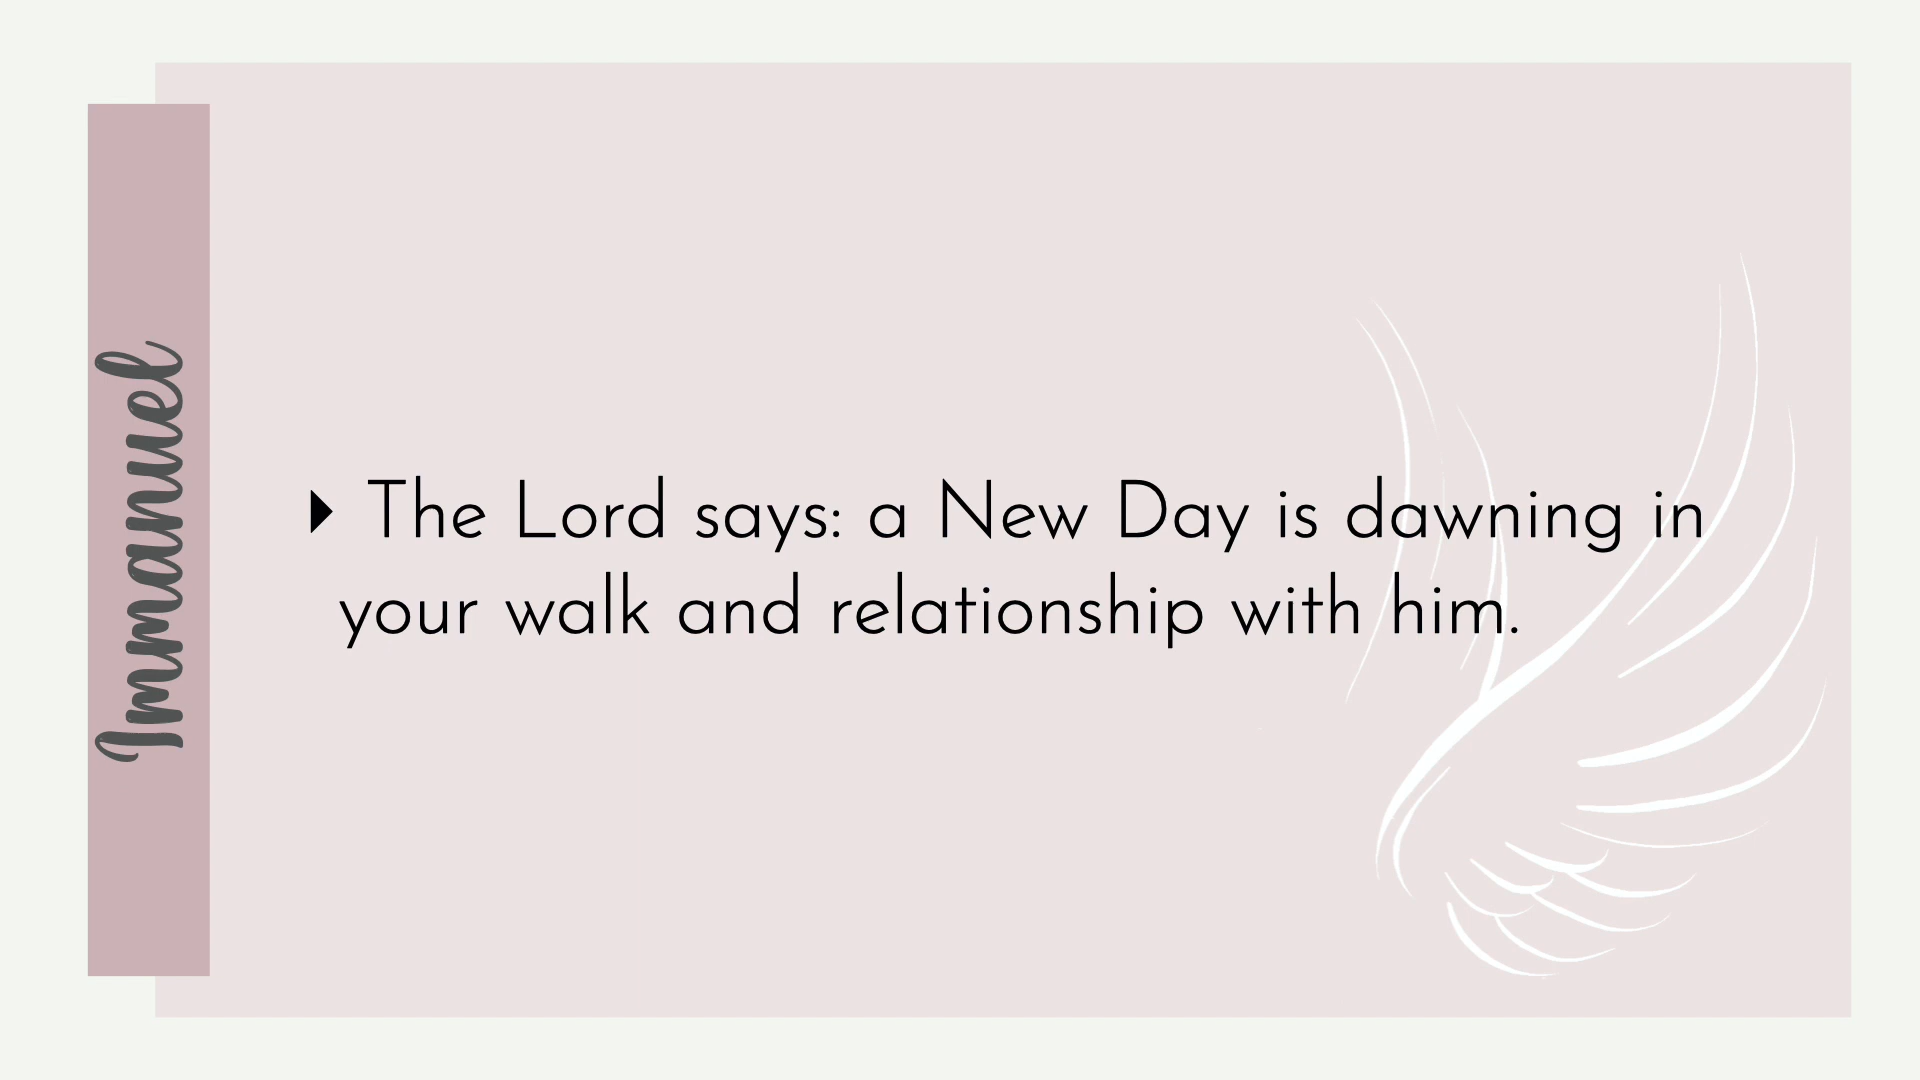 Immanuel
The Lord says: a New Day is dawning in
your walk and relationship with him.